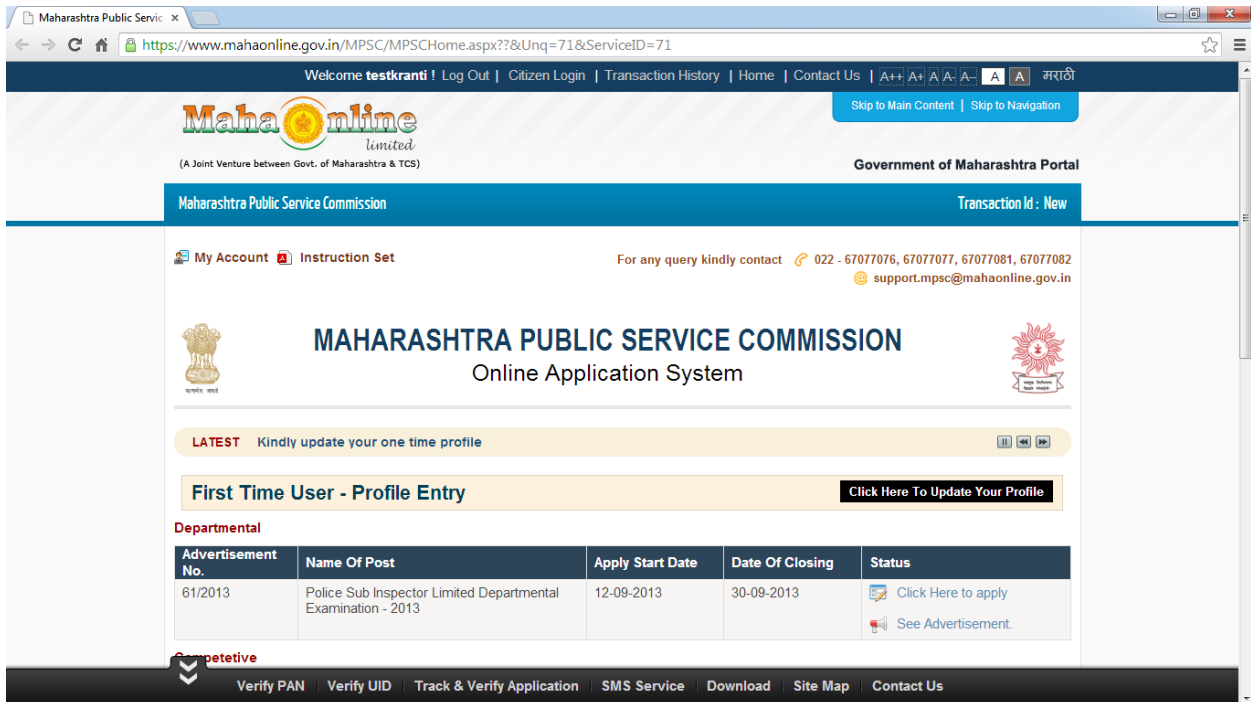 Maharashtra Public Servic ×
https://www.mahaonline.gov.in/MPSC/MPSCHome.aspx??&Unq=71&ServiceID=71
Welcome testkranti ! Log Out | Citizen Login | Transaction History | Home | Contact Us | A++ A+ A A- A-- A A मराठी
Skip to Main Content | Skip to Navigation
MahaOnline
limited
(A Joint Venture between Govt. of Maharashtra & TCS)
Government of Maharashtra Portal
Maharashtra Public Service Commission Transaction Id : New
My Account Instruction Set For any query kindly contact 022 - 67077076, 67077077, 67077081, 67077082
support.mpsc@mahaonline.gov.in
MAHARASHTRA PUBLIC SERVICE COMMISSION
Online Application System
सत्यमेव जयते
LATEST Kindly update your one time profile
First Time User - Profile Entry Click Here To Update Your Profile
Departmental
Advertisement No. Name Of Post Apply Start Date Date Of Closing Status
61/2013 Police Sub Inspector Limited Departmental Examination - 2013 12-09-2013 30-09-2013 Click Here to apply
See Advertisement.
Competetive
Verify PAN Verify UID Track & Verify Application SMS Service Download Site Map Contact Us